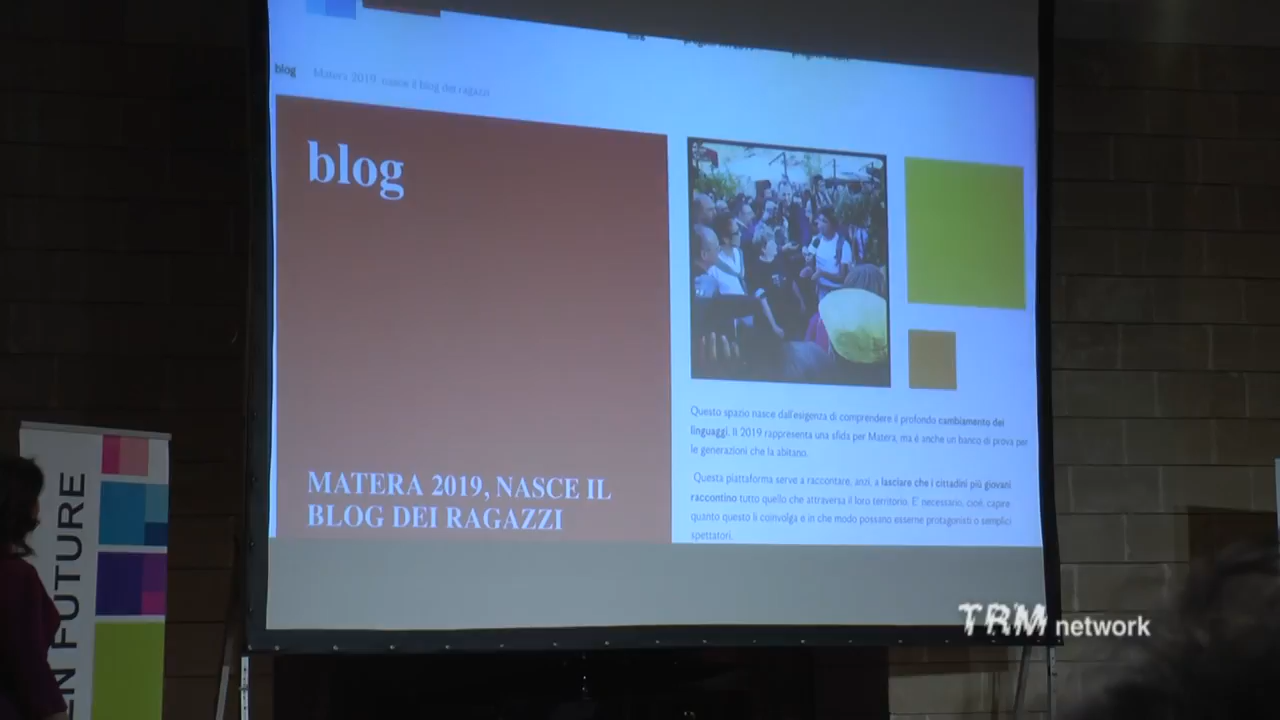 blog Matera 2019, nasce il blog dei ragazzi
blog
MATERA 2019, NASCE IL
BLOG DEI RAGAZZI
Questo spazio nasce dall'esigenza di comprendere il profondo cambiamento dei
linguaggi. Il 2019 rappresenta una sfida per Matera, ma è anche un banco di prova per
le generazioni che la abitano.
Questa piattaforma serve a raccontare, anzi, a lasciare che i cittadini più giovani
raccontino tutto quello che attraversa il loro territorio. E' necessario, cioè, capire
quanto questo li coinvolga e in che modo possano esserne protagonisti o semplici
spettatori.
EN FUTURE
TRM network